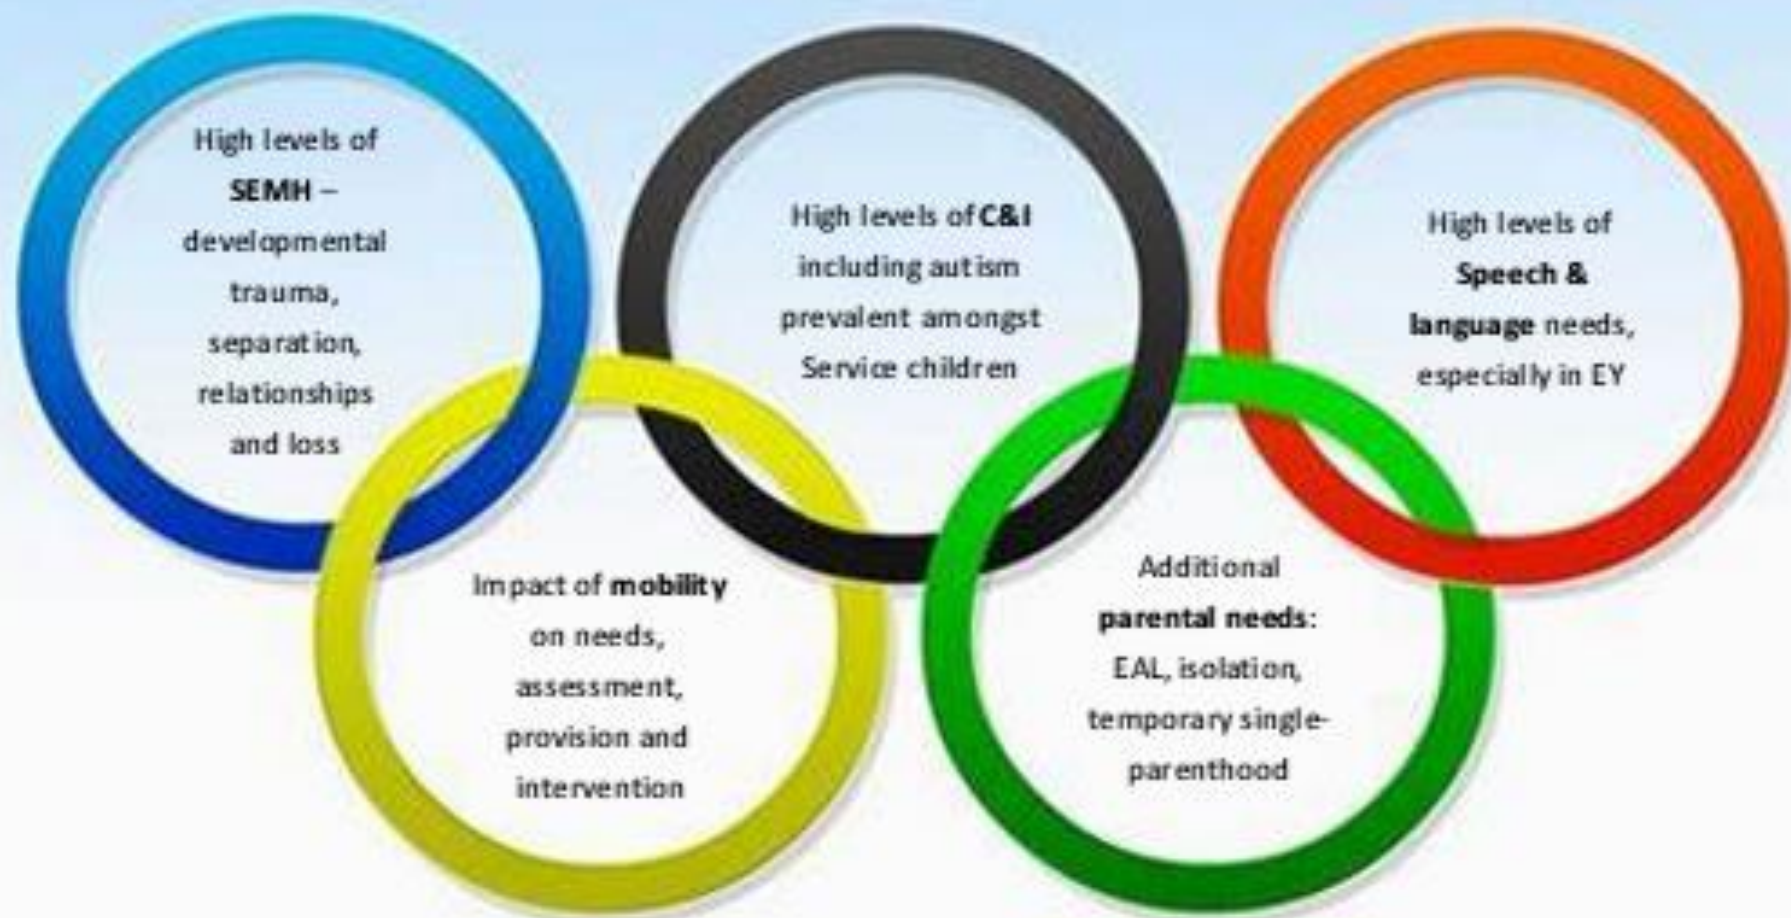 High levels of
SEMH –
developmental
trauma,
separation,
relationships
and loss
High levels of C&I
including autism
prevalent amongst
Service children
High levels of
Speech &
language needs,
especially in EY
Impact of mobility
on needs,
assessment,
provision and
intervention
Additional
parental needs:
EAL, isolation,
temporary single-
parenthood